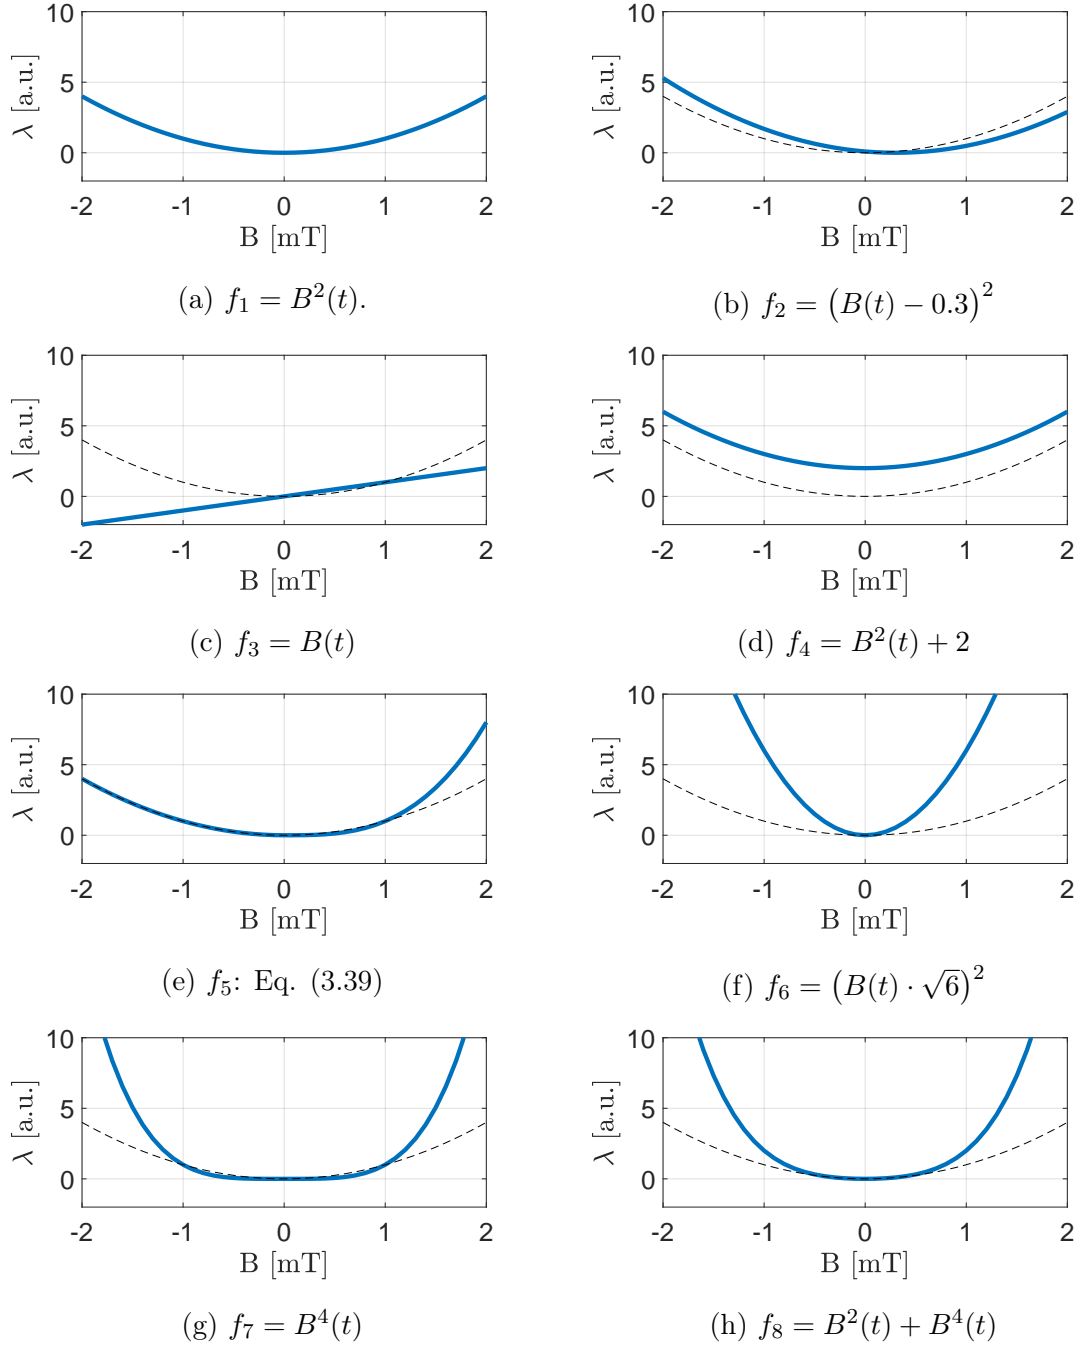 10
5
0
λ [a.u.]
-2 -1 0 1 2
B [mT]
(a) f₁ = B²(t).
10
5
0
λ [a.u.]
-2 -1 0 1 2
B [mT]
(b) f₂ = (B(t) − 0.3)²
10
5
0
λ [a.u.]
-2 -1 0 1 2
B [mT]
(c) f₃ = B(t)
10
5
0
λ [a.u.]
-2 -1 0 1 2
B [mT]
(d) f₄ = B²(t) + 2
10
5
0
λ [a.u.]
-2 -1 0 1 2
B [mT]
(e) f₅: Eq. (3.39)
10
5
0
λ [a.u.]
-2 -1 0 1 2
B [mT]
(f) f₆ = (B(t) · √6)²
10
5
0
λ [a.u.]
-2 -1 0 1 2
B [mT]
(g) f₇ = B⁴(t)
10
5
0
λ [a.u.]
-2 -1 0 1 2
B [mT]
(h) f₈ = B²(t) + B⁴(t)